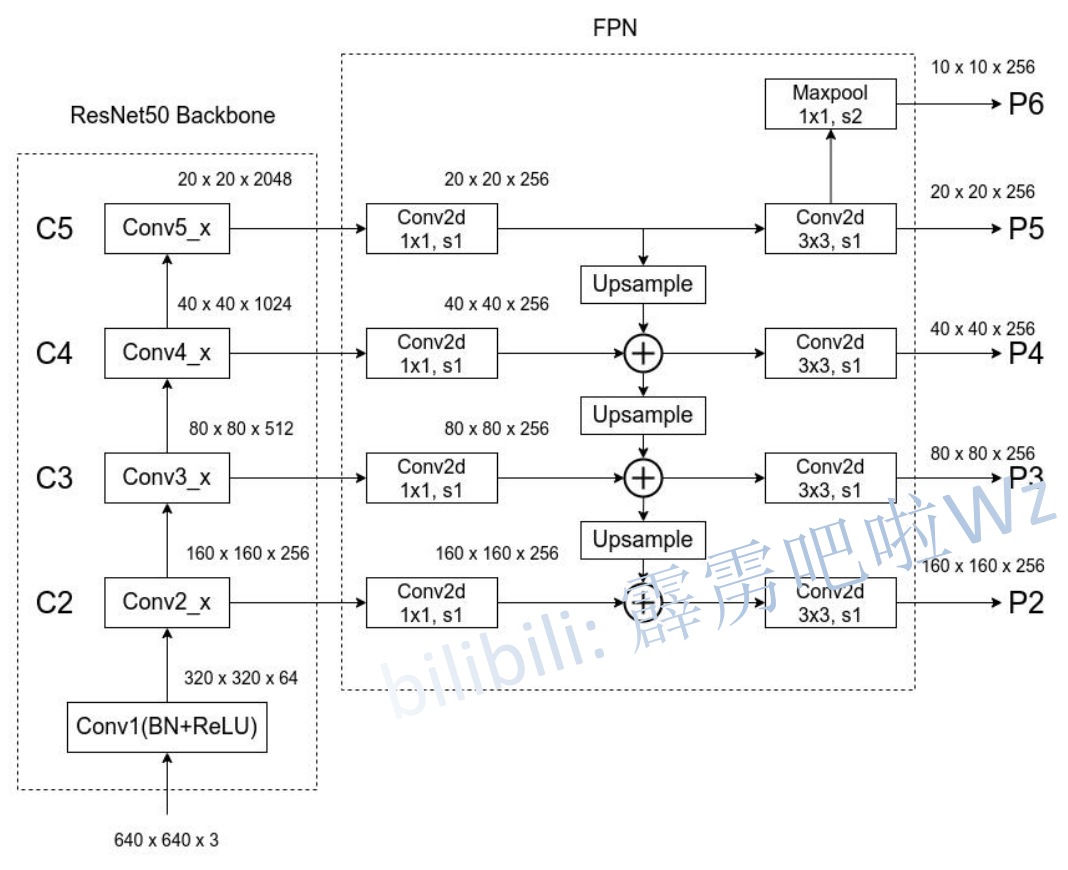 FPN
10 x 10 x 256
Maxpool
1x1, s2
P6
ResNet50 Backbone
20 x 20 x 2048
20 x 20 x 256
20 x 20 x 256
C5
Conv5_x
Conv2d
1x1, s1
Conv2d
3x3, s1
P5
Upsample
40 x 40 x 1024
40 x 40 x 256
40 x 40 x 256
C4
Conv4_x
Conv2d
1x1, s1
Conv2d
3x3, s1
P4
Upsample
80 x 80 x 512
80 x 80 x 256
80 x 80 x 256
C3
Conv3_x
Conv2d
1x1, s1
Conv2d
3x3, s1
P3
Upsample
160 x 160 x 256
160 x 160 x 256
160 x 160 x 256
C2
Conv2_x
Conv2d
1x1, s1
Conv2d
3x3, s1
P2
bilibili: 霹雳吧啦Wz
320 x 320 x 64
Conv1(BN+ReLU)
640 x 640 x 3